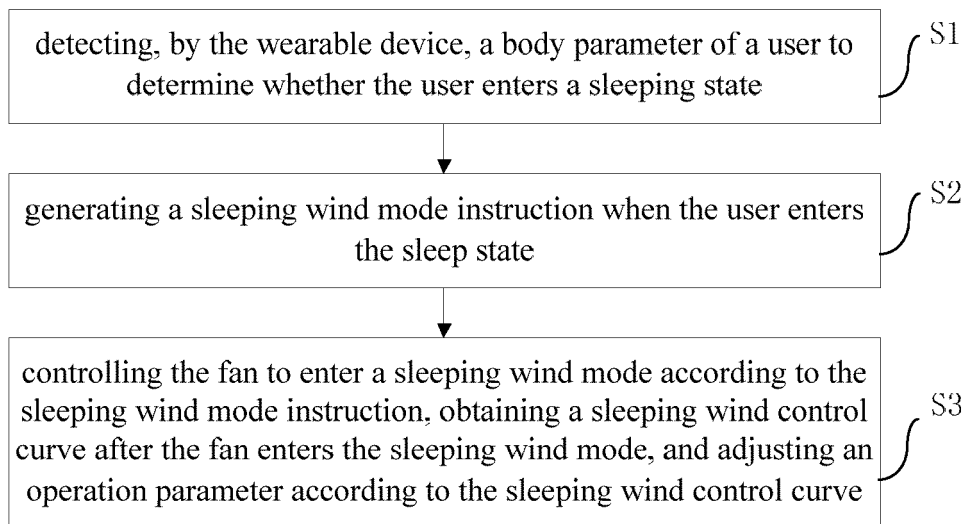 detecting, by the wearable device, a body parameter of a user to
determine whether the user enters a sleeping state
S1
generating a sleeping wind mode instruction when the user enters
the sleep state
S2
controlling the fan to enter a sleeping wind mode according to the
sleeping wind mode instruction, obtaining a sleeping wind control
curve after the fan enters the sleeping wind mode, and adjusting an
operation parameter according to the sleeping wind control curve
S3